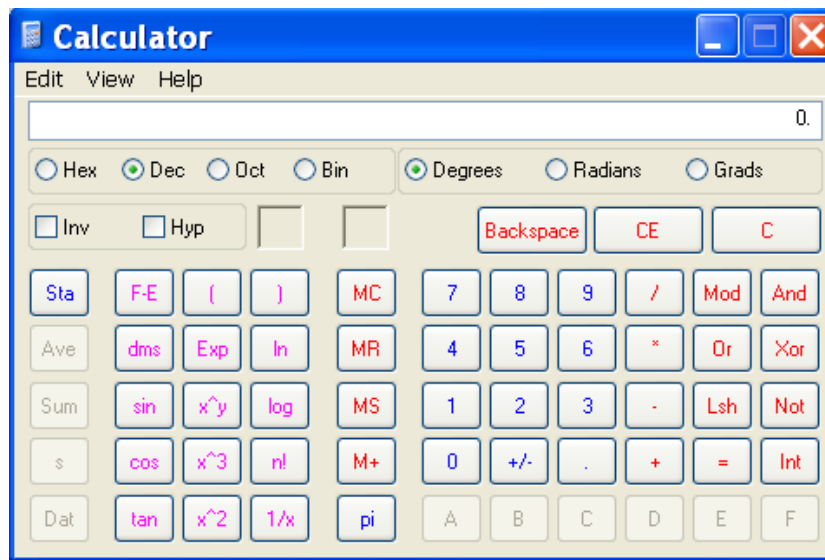 Calculator
Edit View Help
0.
Hex Dec Oct Bin Degrees Radians Grads
Inv Hyp Backspace CE C
Sta F-E ( ) MC 7 8 9 / Mod And
Ave dms Exp ln MR 4 5 6 * Or Xor
Sum sin x^y log MS 1 2 3 - Lsh Not
s cos x^3 n! M+ 0 +/- . + = Int
Dat tan x^2 1/x pi A B C D E F